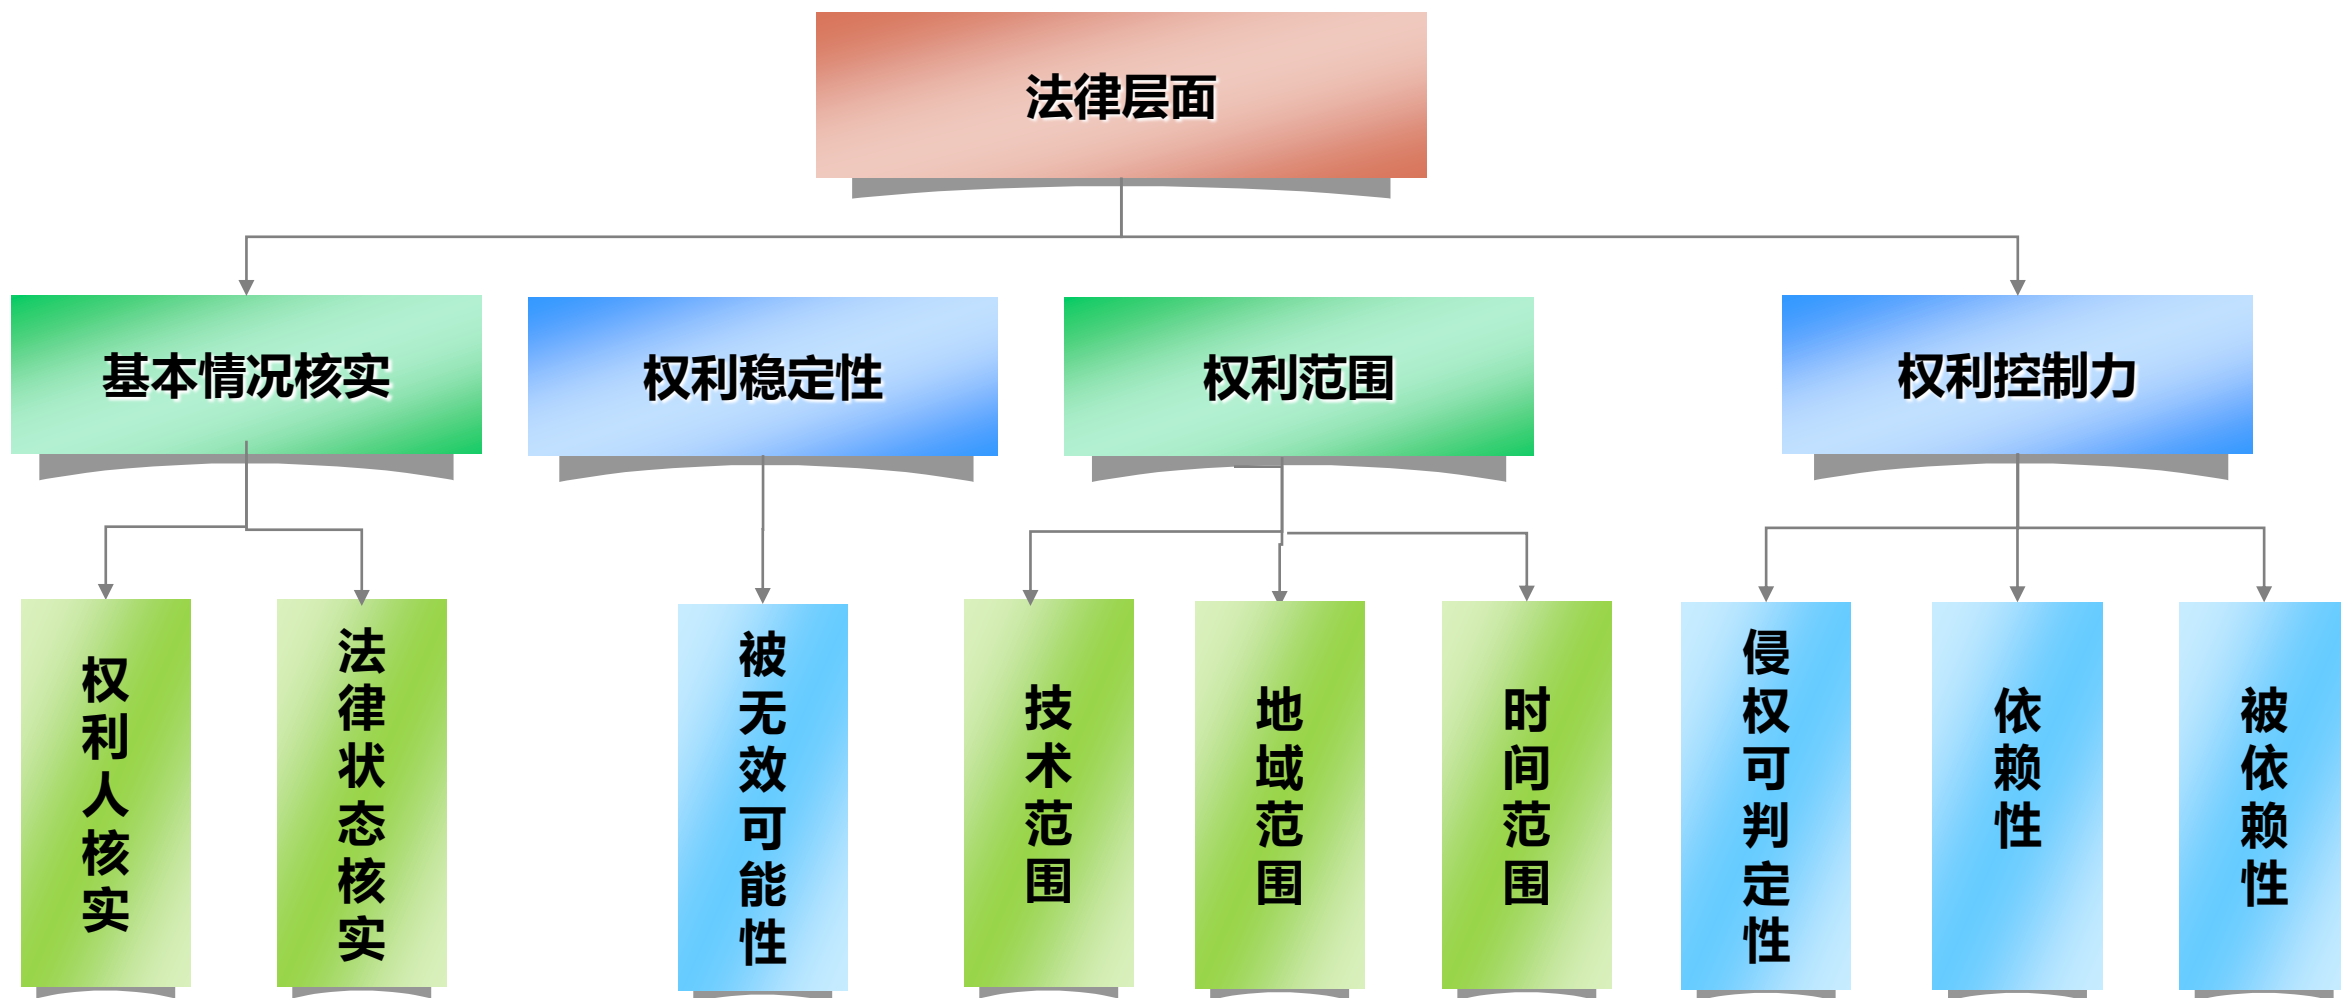 法律层面
基本情况核实
权利稳定性
权利范围
权利控制力
权利人核实
法律状态核实
被无效可能性
技术范围
地域范围
时间范围
侵权可判定性
依赖性
被依赖性